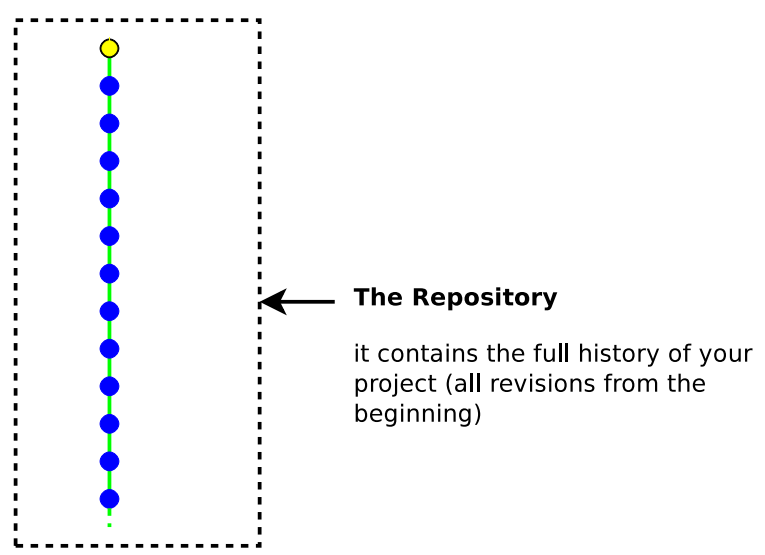 The Repository
it contains the full history of your
project (all revisions from the
beginning)